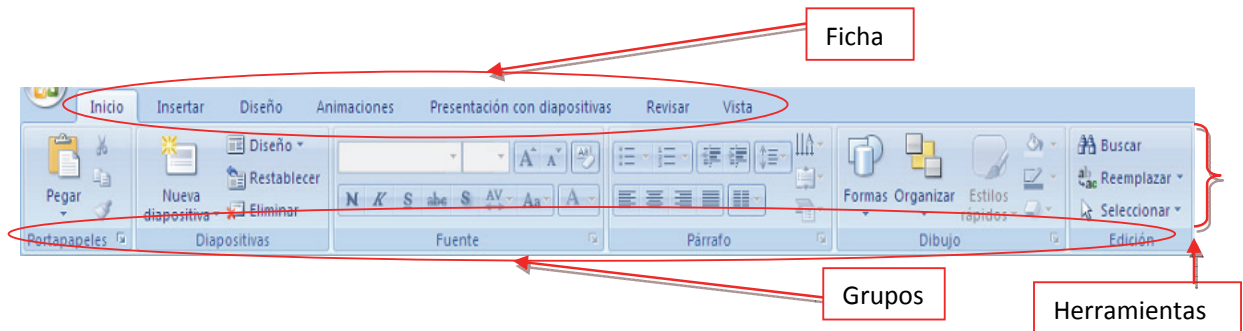 Ficha
Inicio Insertar Diseño Animaciones Presentación con diapositivas Revisar Vista
Pegar
Nueva diapositiva
Diseño
Restablecer
Eliminar
N K S abc S AV Aa A
A A
Formas Organizar Estilos rápidos
Buscar
Reemplazar
Seleccionar
Portapapeles Diapositivas Fuente Párrafo Dibujo Edición
Grupos
Herramientas